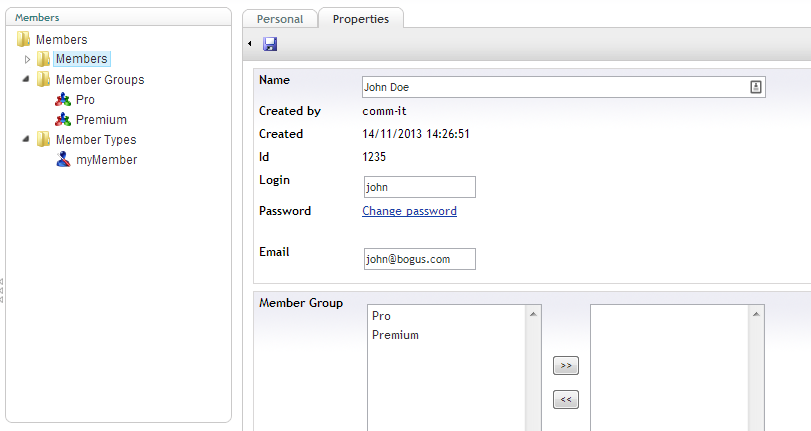 Members
Members
Members
Member Groups
Pro
Premium
Member Types
myMember
Personal
Properties
Name
John Doe
Created by
comm-it
Created
14/11/2013 14:26:51
Id
1235
Login
john
Password
Change password
Email
john@bogus.com
Member Group
Pro
Premium
>>
<<